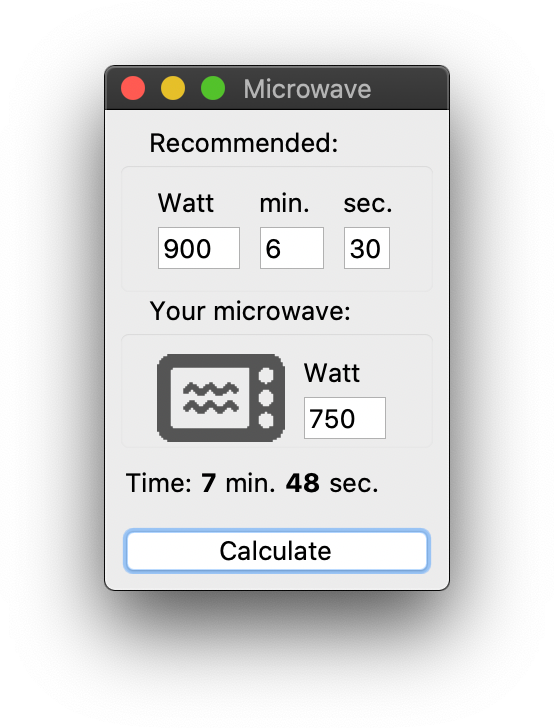 Microwave
Recommended:
Watt min. sec.
900 6 30
Your microwave:
Watt
750
Time: 7 min. 48 sec.
Calculate